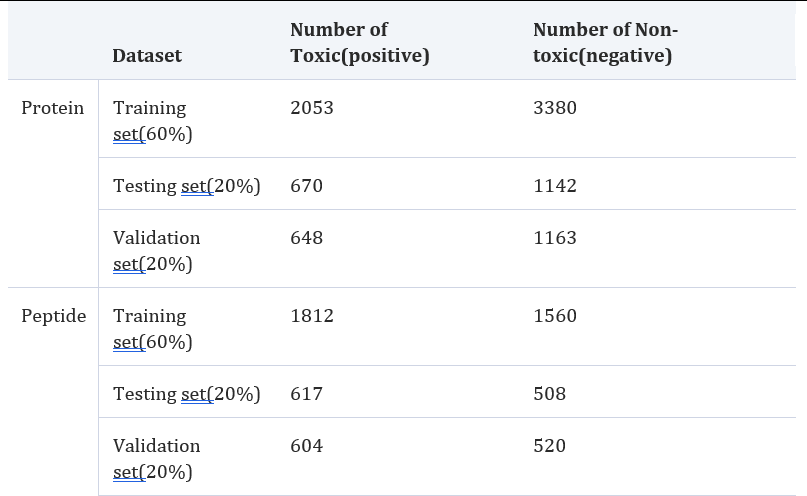 Dataset Number of Toxic(positive) Number of Non-toxic(negative)
Protein Training set(60%) 2053 3380
Testing set(20%) 670 1142
Validation set(20%) 648 1163
Peptide Training set(60%) 1812 1560
Testing set(20%) 617 508
Validation set(20%) 604 520